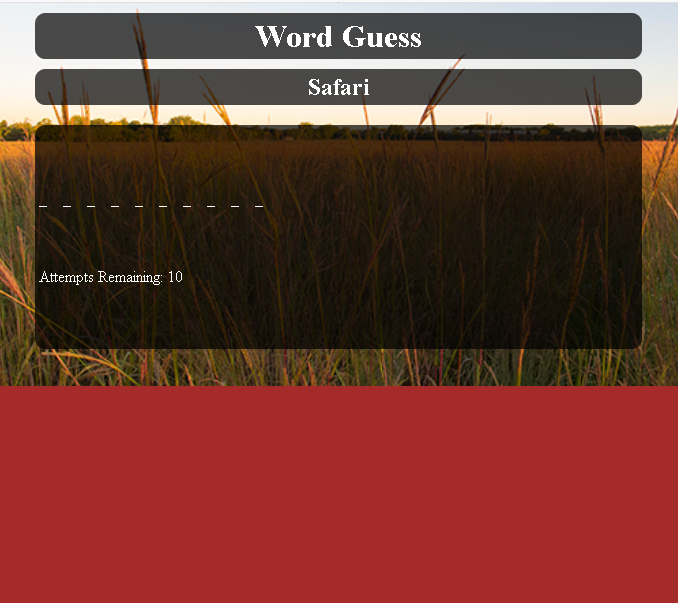 Word Guess
Safari
_ _ _ _ _ _ _ _ _ _
Attempts Remaining: 10